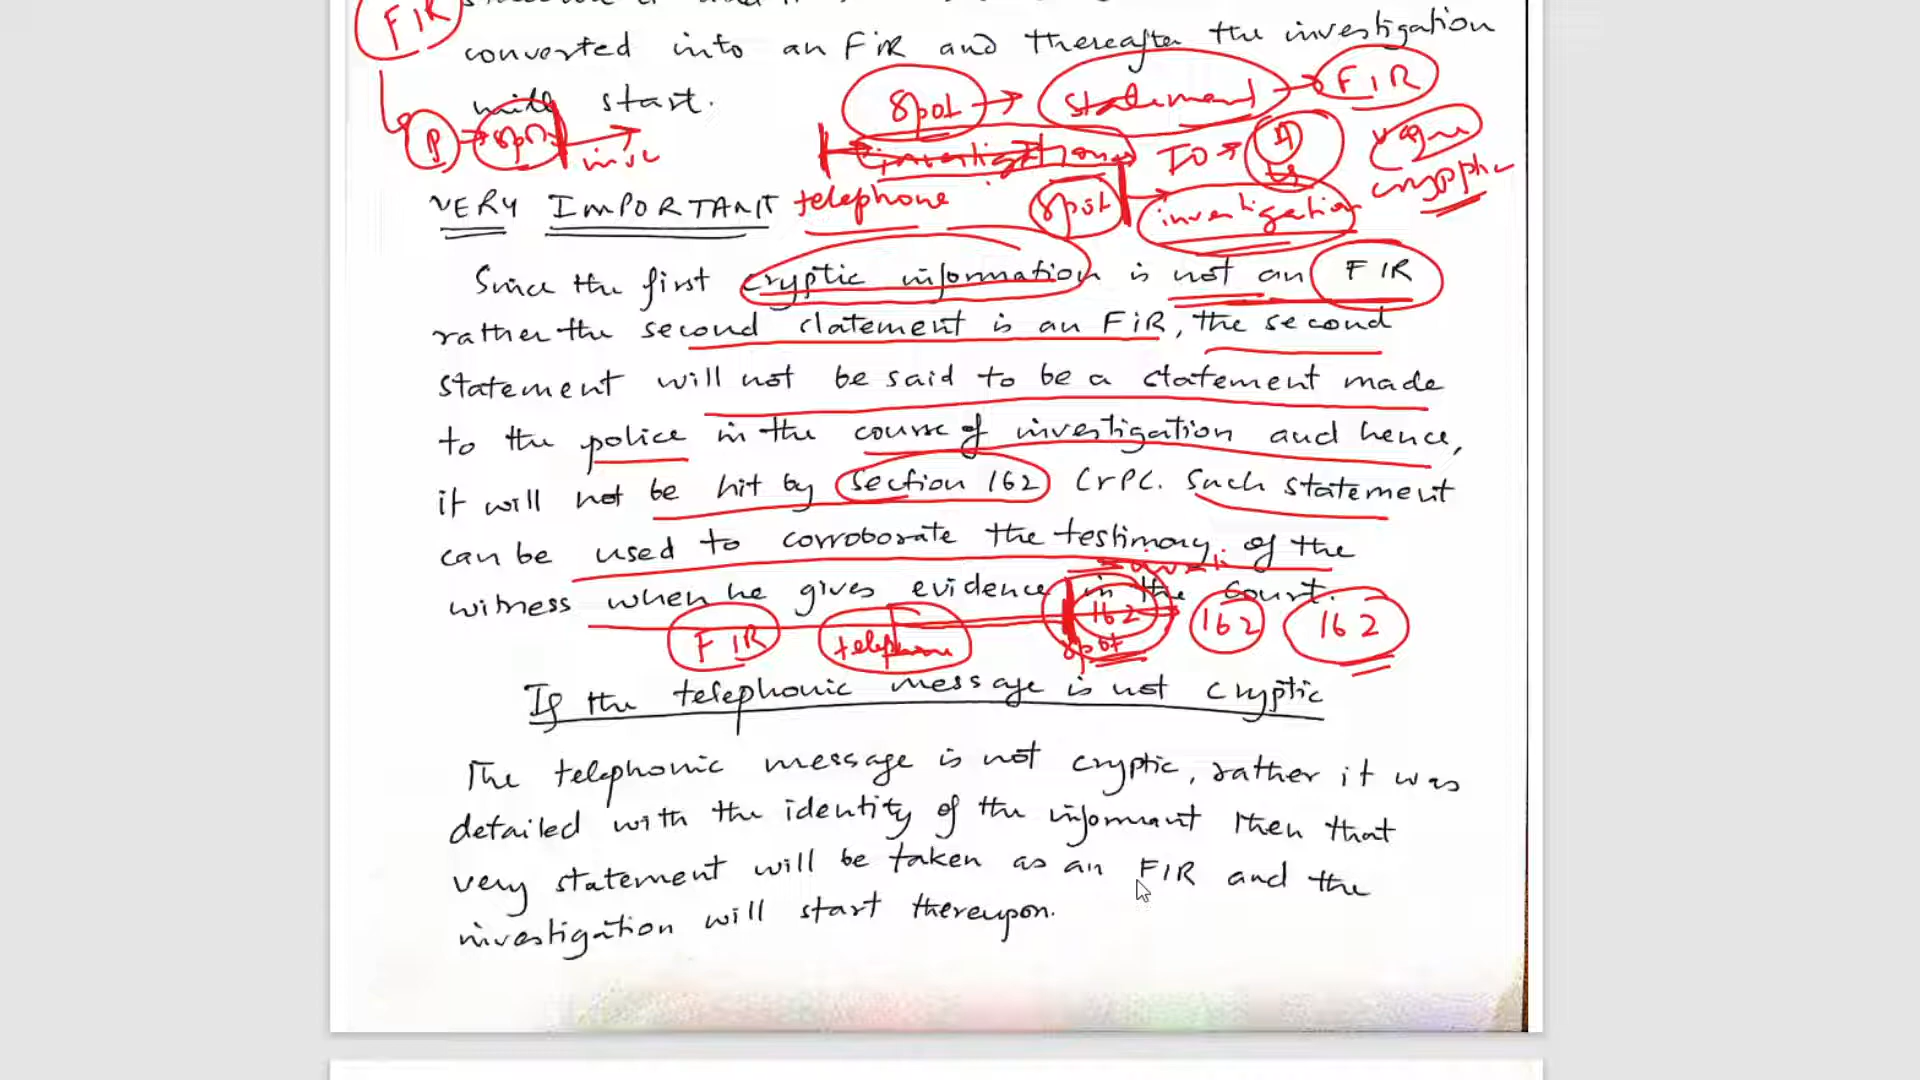 FIR
converted into an FIR and thereafter the investigation
will start.
spot → statement → FIR
P → spot inve
investigation IO → vague
cryptic
VERY IMPORTANT telephone spot investigation
Since the first cryptic information is not an FIR
rather the second statement is an FIR, the second
statement will not be said to be a statement made
to the police in the course of investigation and hence,
it will not be hit by Section 162 CrPC. Such statement
can be used to corroborate the testimony of the
witness when he gives evidence in the Court.
FIR telephone 162 162 162
spot
If the telephonic message is not cryptic
The telephonic message is not cryptic, rather it was
detailed with the identity of the informant then that
very statement will be taken as an FIR and the
investigation will start thereupon.